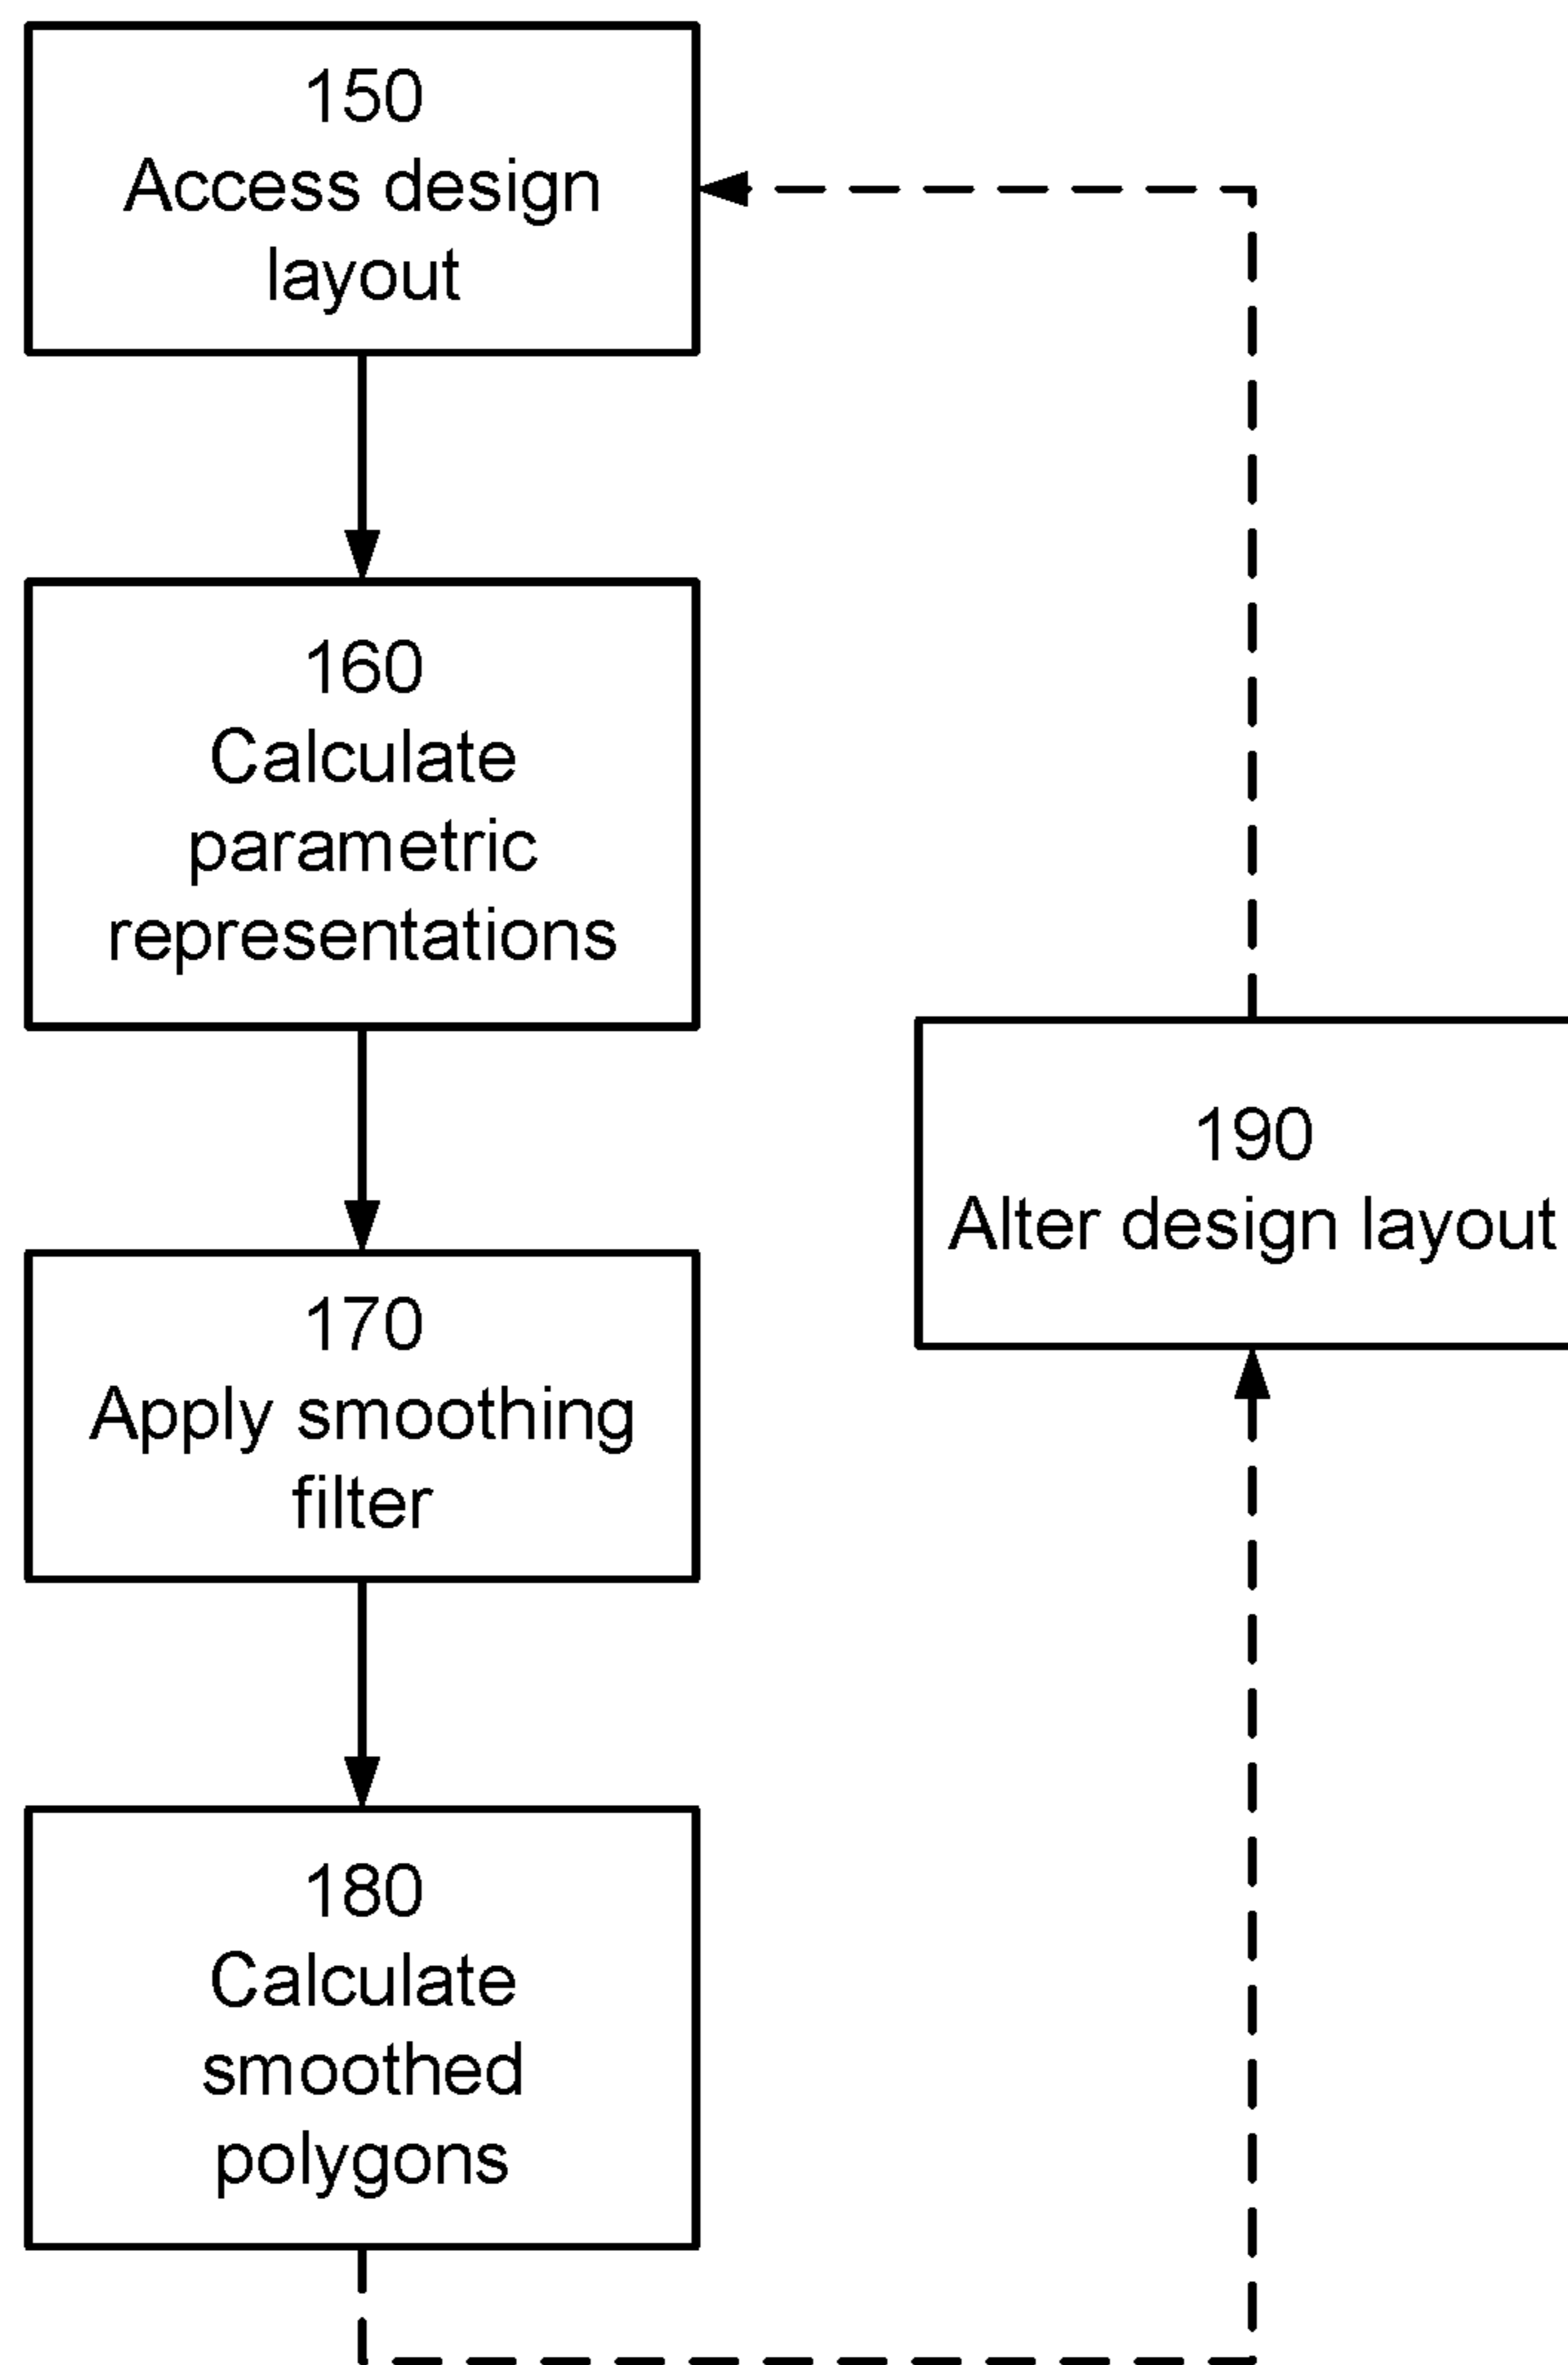 150
Access design
layout
160
Calculate
parametric
representations
170
Apply smoothing
filter
180
Calculate
smoothed
polygons
190
Alter design layout